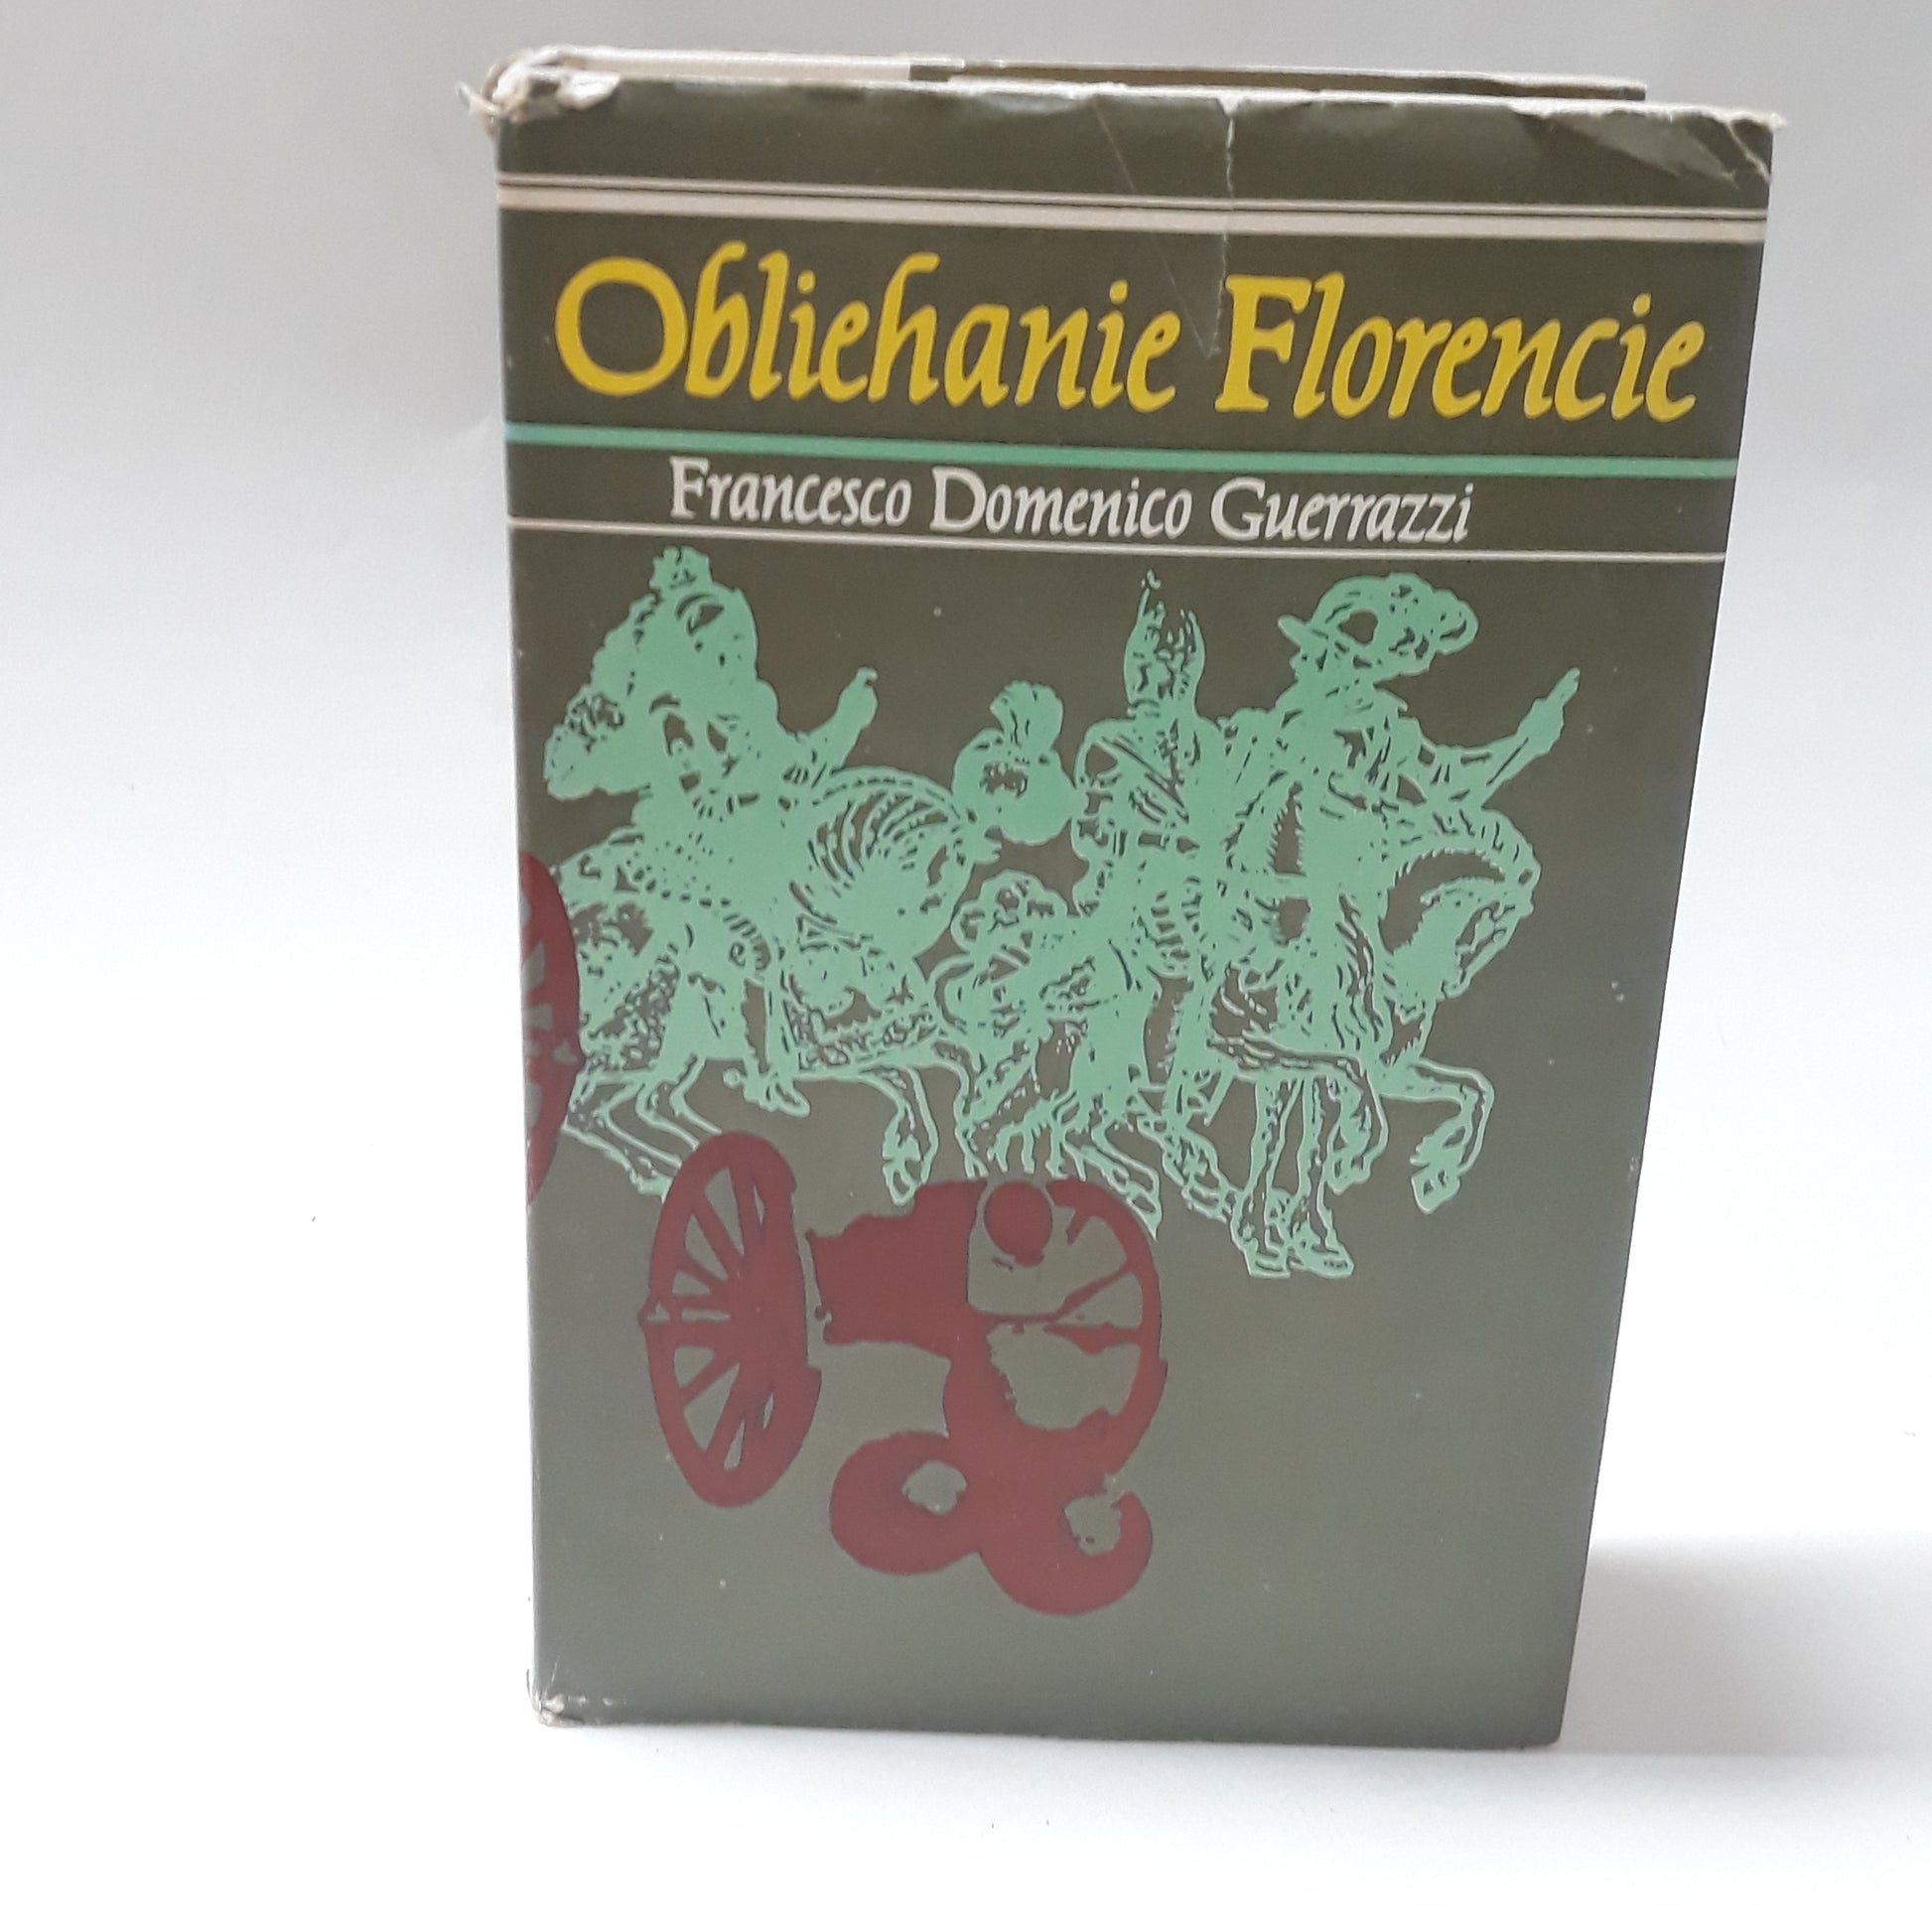 Obliehanie Florencie
Francesco Domenico Guerrazzi